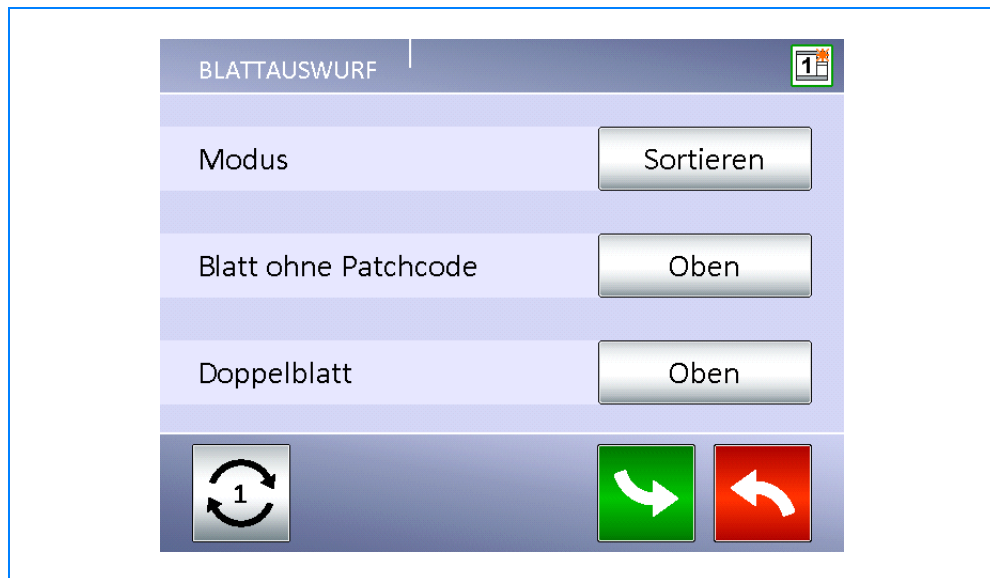 BLATTAUSWURF
1
Modus
Sortieren
Blatt ohne Patchcode
Oben
Doppelblatt
Oben
1